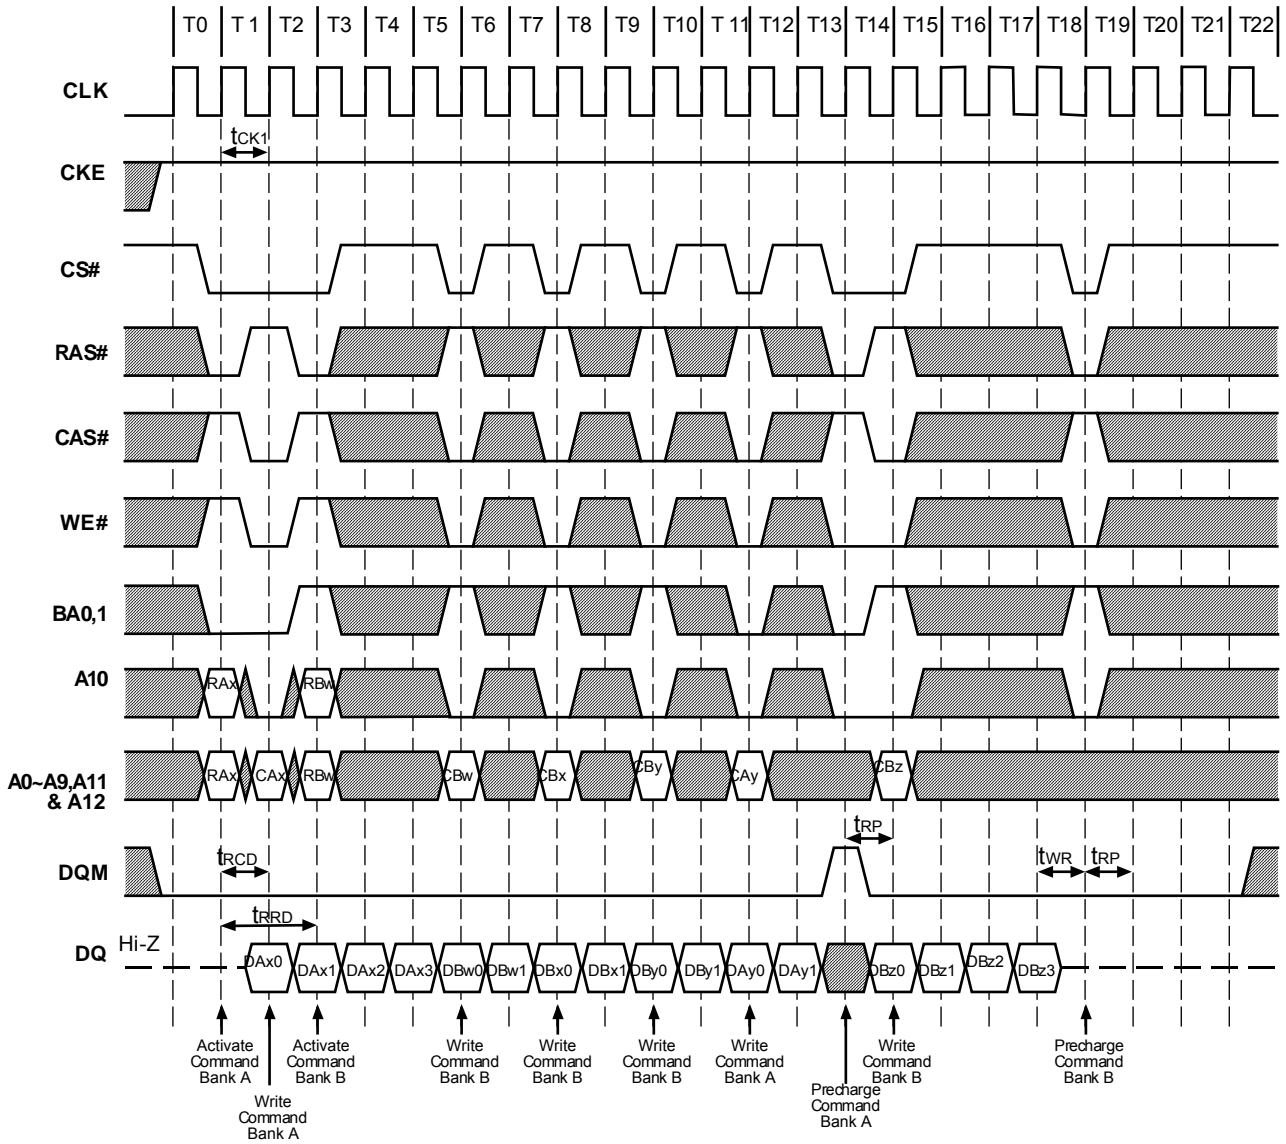 T0 T 1 T2 T3 T4 T5 T6 T7 T8 T9 T10 T 11 T12 T13 T14 T15 T16 T17 T18 T19 T20 T21 T22
CLK
tCK1
CKE
CS#
RAS#
CAS#
WE#
BA0,1
A10
RAx RBw
A0~A9,A11
& A12
RAx CAx RBw CBw CBx CBy CAy CBz
tRP
DQM
tRCD
tWR tRP
tRRD
DQ
Hi-Z
DAx0 DAx1 DAx2 DAx3 DBw0 DBw1 DBx0 DBx1 DBy0 DBy1 DAy0 DAy1 DBz0 DBz1 DBz2 DBz3
Activate
Command
Bank A
Write
Command
Bank A
Activate
Command
Bank B
Write
Command
Bank B
Write
Command
Bank B
Write
Command
Bank B
Write
Command
Bank A
Precharge
Command
Bank A
Write
Command
Bank B
Precharge
Command
Bank B